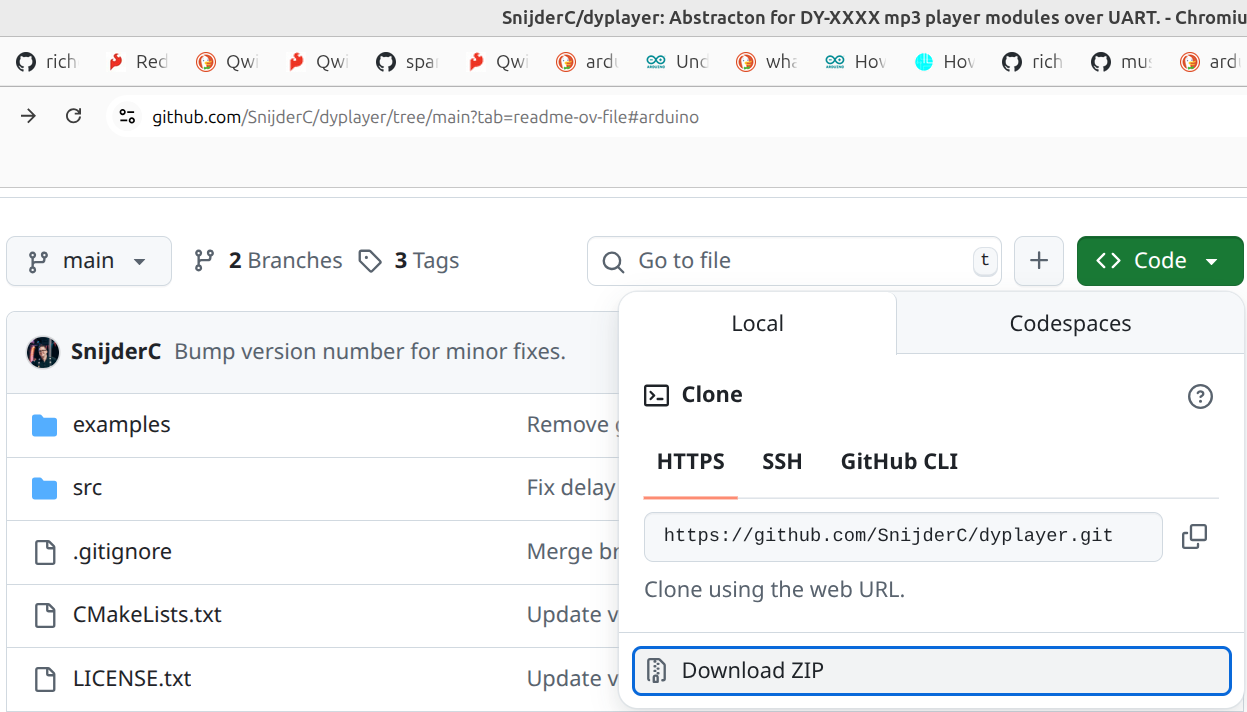 SnijderC/dyplayer: Abstracton for DY-XXXX mp3 player modules over UART. - Chromiu
rich Red Qwi Qwi spar Qwi ardu Und wha How How rich mus ardu
github.com/SnijderC/dyplayer/tree/main?tab=readme-ov-file#arduino
main 2 Branches 3 Tags Go to file t Code
Local Codespaces
SnijderC Bump version number for minor fixes.
Clone
examples Remove
HTTPS SSH GitHub CLI
src Fix delay
https://github.com/SnijderC/dyplayer.git
.gitignore Merge br
Clone using the web URL.
CMakeLists.txt Update v
Download ZIP
LICENSE.txt Update v